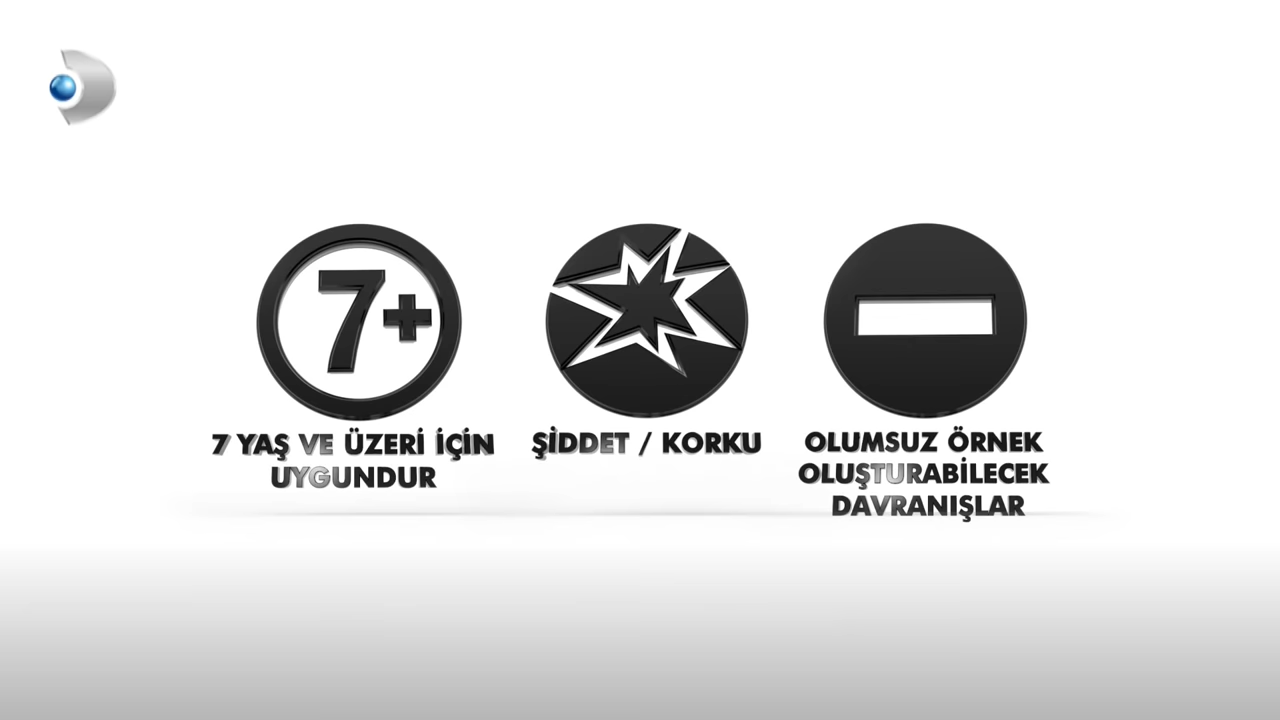 7+
7 YAŞ VE ÜZERİ İÇİN
UYGUNDUR
ŞİDDET / KORKU
OLUMSUZ ÖRNEK
OLUŞTURABİLECEK
DAVRANIŞLAR